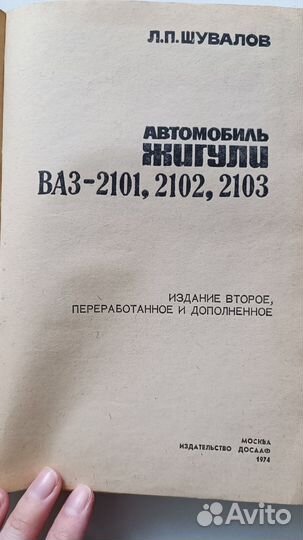 Л.П.ШУВАЛОВ
АВТОМОБИЛЬ
ЖИГУЛИ
ВАЗ-2101, 2102, 2103
ИЗДАНИЕ ВТОРОЕ,
ПЕРЕРАБОТАННОЕ И ДОПОЛНЕННОЕ
МОСКВА
ИЗДАТЕЛЬСТВО ДОСААФ
1974
Avito